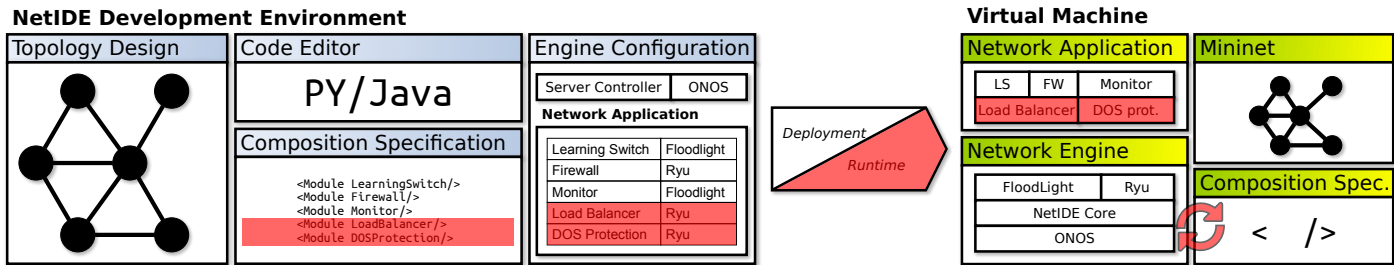 NetIDE Development Environment
Topology Design
Code Editor
PY/Java
Composition Specification
<Module LearningSwitch/>
<Module Firewall/>
<Module Monitor/>
<Module LoadBalancer/>
<Module DOSProtection/>
Engine Configuration
Server Controller ONOS
Network Application
Learning Switch Floodlight
Firewall Ryu
Monitor Floodlight
Load Balancer Ryu
DOS Protection Ryu
Deployment
Runtime
Virtual Machine
Network Application
LS FW Monitor
Load Balancer DOS prot.
Network Engine
FloodLight Ryu
NetIDE Core
ONOS
Mininet
Composition Spec.
< />